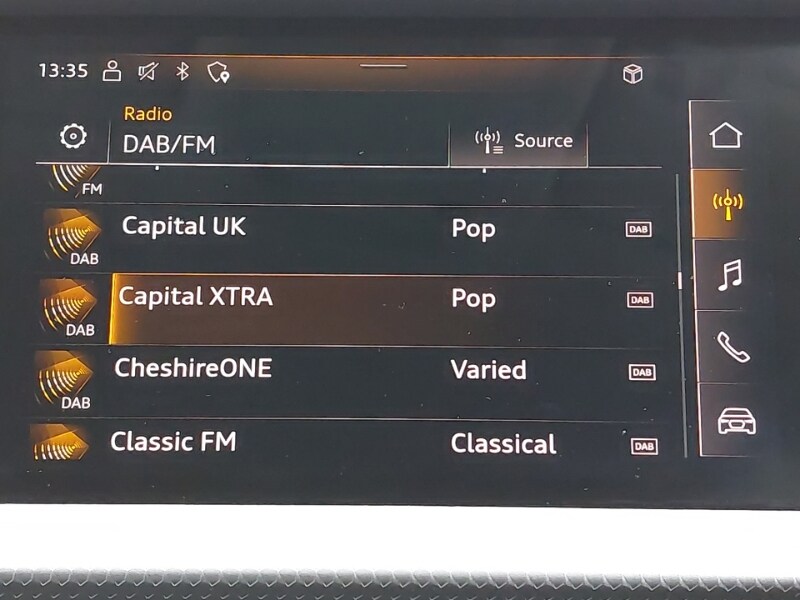 13:35
Radio
DAB/FM
Source
FM
Capital UK Pop DAB
DAB
Capital XTRA Pop DAB
DAB
CheshireONE Varied DAB
DAB
Classic FM Classical DAB